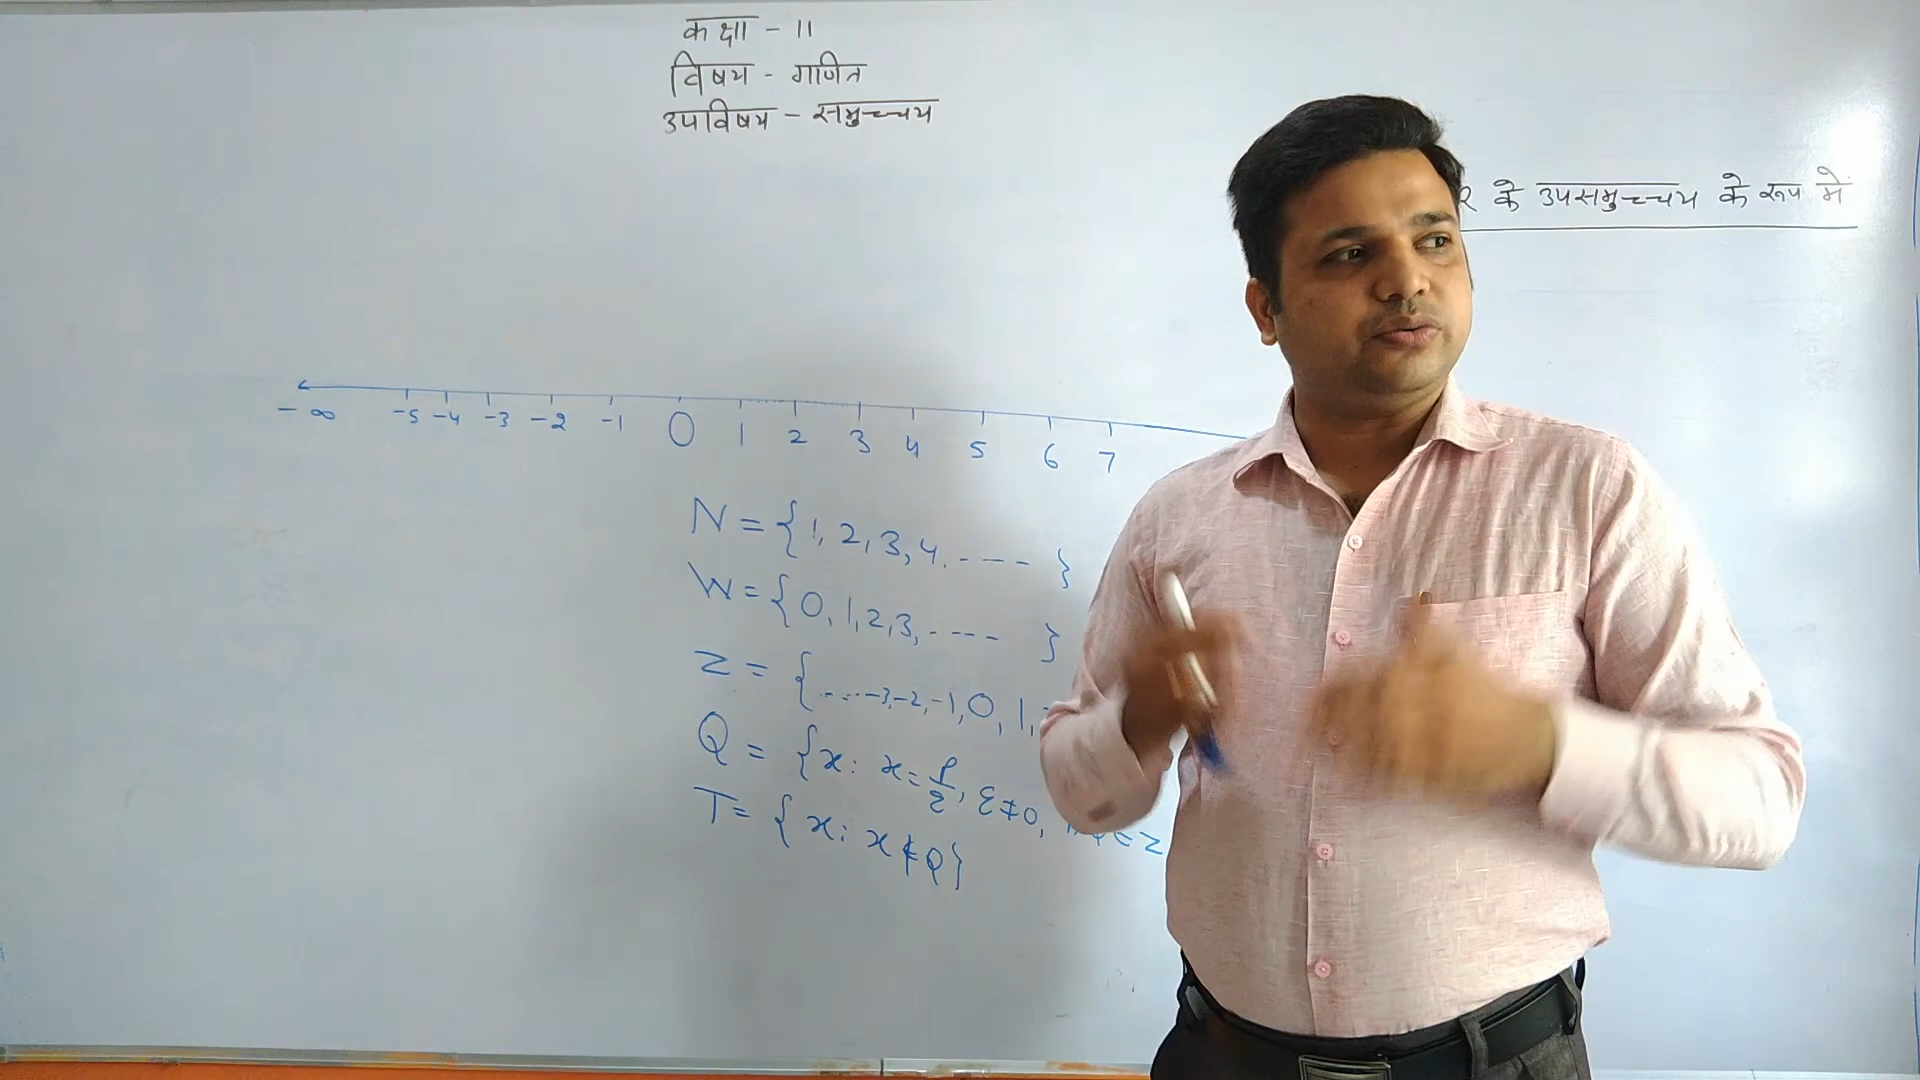 कक्षा - 11
विषय - गणित
उपविषय - समुच्चय
के उपसमुच्चय के रूप में
- ∞ -5 -4 -3 -2 -1 0 1 2 3 4 5 6 7
N = { 1, 2, 3, 4, ---- }
W = { 0, 1, 2, 3, ---- }
Z = { .... -3, -2, -1, 0, 1,
Q = { x : x = p/q, q ≠ 0, ∈ Z
T = { x : x ∉ Q }